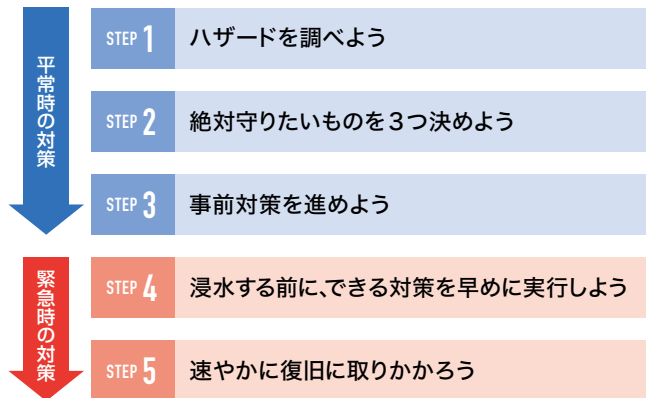 平常時の対策
STEP 1 ハザードを調べよう
STEP 2 絶対守りたいものを3つ決めよう
STEP 3 事前対策を進めよう
緊急時の対策
STEP 4 浸水する前に、できる対策を早めに実行しよう
STEP 5 速やかに復旧に取りかかろう